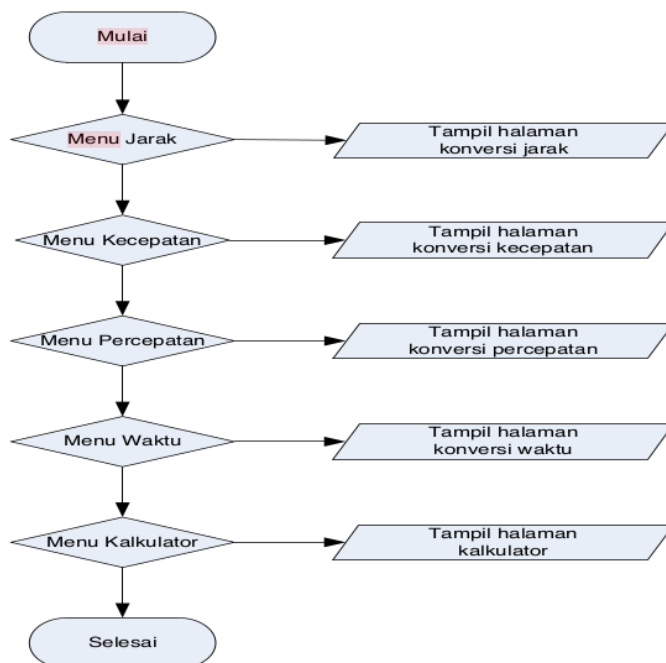 Mulai
Menu Jarak
Tampil halaman
konversi jarak
Menu Kecepatan
Tampil halaman
konversi kecepatan
Menu Percepatan
Tampil halaman
konversi percepatan
Menu Waktu
Tampil halaman
konversi waktu
Menu Kalkulator
Tampil halaman
kalkulator
Selesai